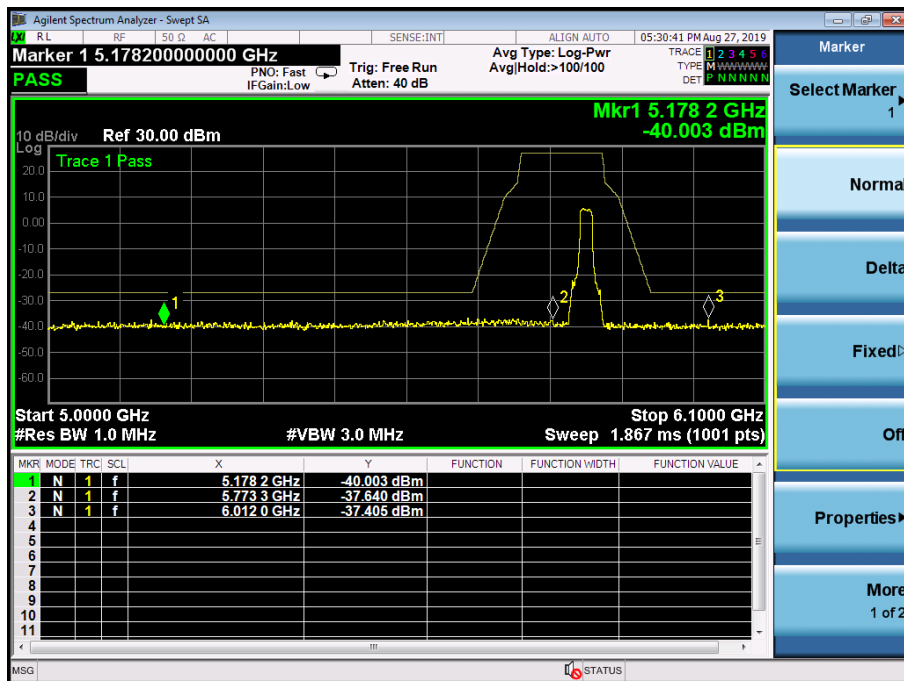 Agilent Spectrum Analyzer - Swept SA
LXI RL RF 50 Ω AC SENSE:INT ALIGN AUTO 05:30:41 PM Aug 27, 2019
Marker 1 5.178200000000 GHz
PASS
PNO: Fast
IFGain:Low
Trig: Free Run
Atten: 40 dB
Avg Type: Log-Pwr
Avg|Hold:>100/100
TRACE 1 2 3 4 5 6
TYPE M WWWWW
DET P N N N N N
Mkr1 5.178 2 GHz
-40.003 dBm
10 dB/div Ref 30.00 dBm
Log
Trace 1 Pass
20.0
10.0
0.00
-10.0
-20.0
-30.0
-40.0
-50.0
-60.0
1
2
3
Start 5.0000 GHz Stop 6.1000 GHz
#Res BW 1.0 MHz #VBW 3.0 MHz Sweep 1.867 ms (1001 pts)
MKR MODE TRC SCL X Y FUNCTION FUNCTION WIDTH FUNCTION VALUE
1 N 1 f 5.178 2 GHz -40.003 dBm
2 N 1 f 5.773 3 GHz -37.640 dBm
3 N 1 f 6.012 0 GHz -37.405 dBm
4
5
6
7
8
9
10
11
MSG STATUS
Marker
Select Marker
1
Normal
Delta
Fixed
Off
Properties
More
1 of 2